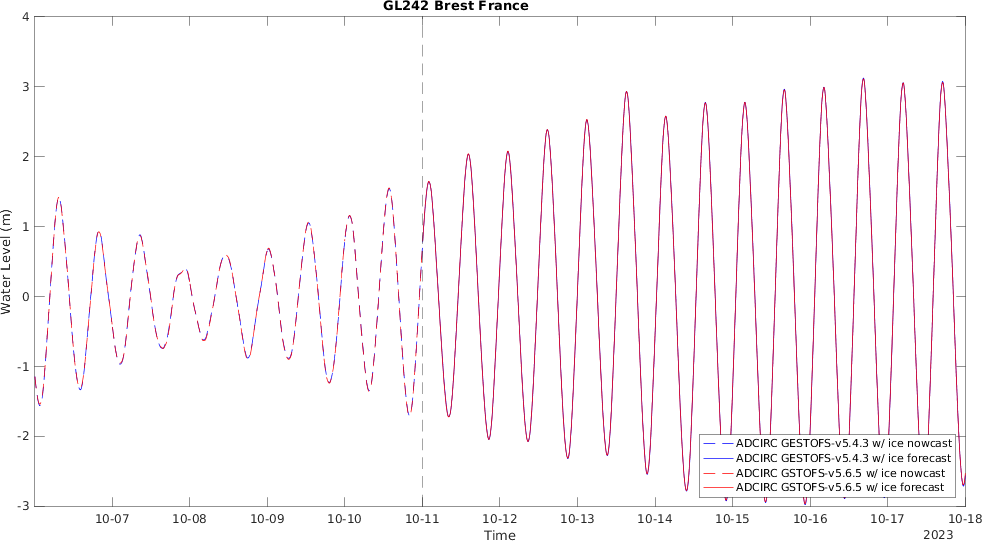 GL242 Brest France
4
3
2
1
0
-1
-2
-3
Water Level (m)
10-07 10-08 10-09 10-10 10-11 10-12 10-13 10-14 10-15 10-16 10-17 10-18
Time
2023
ADCIRC GESTOFS-v5.4.3 w/ ice nowcast
ADCIRC GESTOFS-v5.4.3 w/ ice forecast
ADCIRC GSTOFS-v5.6.5 w/ ice nowcast
ADCIRC GSTOFS-v5.6.5 w/ ice forecast